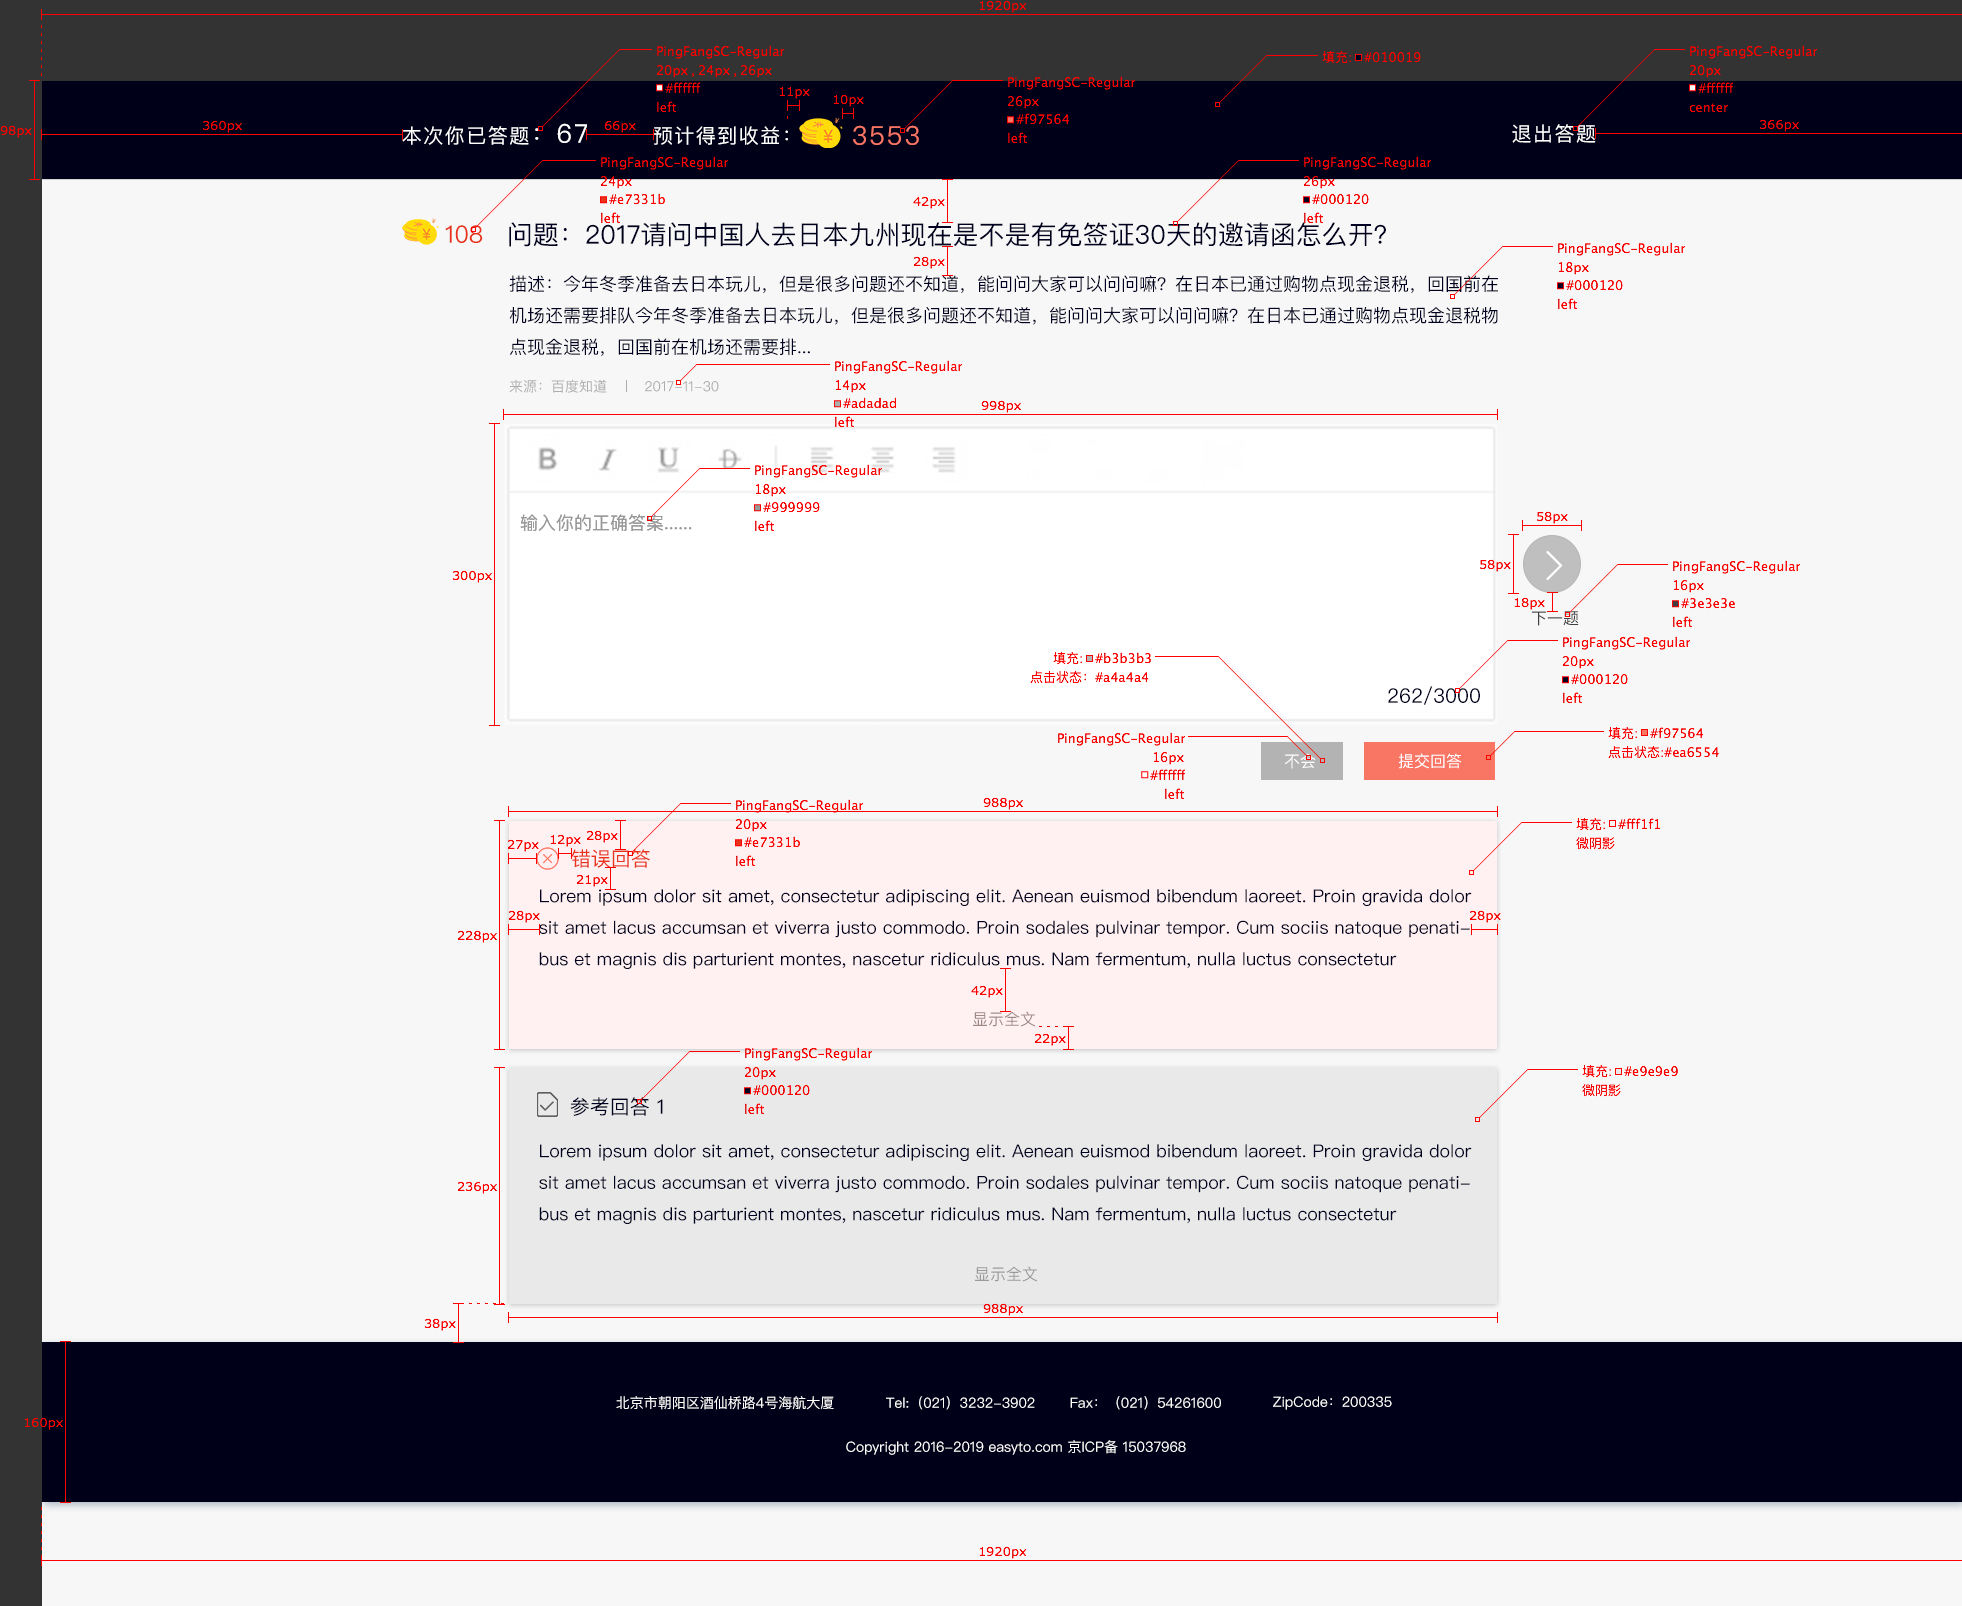 1920px
PingFangSC-Regular
20px , 24px , 26px
#ffffff
left
11px
10px
PingFangSC-Regular
26px
#f97564
left
填充: #010019
PingFangSC-Regular
20px
#ffffff
center
98px
360px
本次你已答题： 67
66px
预计得到收益：
3553
退出答题
366px
PingFangSC-Regular
24px
#e7331b
left
PingFangSC-Regular
26px
#000120
left
42px
108
问题：2017请问中国人去日本九州现在是不是有免签证30天的邀请函怎么开?
28px
PingFangSC-Regular
18px
#000120
left
描述：今年冬季准备去日本玩儿，但是很多问题还不知道，能问问大家可以问问嘛？在日本已通过购物点现金退税，回国前在
机场还需要排队今年冬季准备去日本玩儿，但是很多问题还不知道，能问问大家可以问问嘛？在日本已通过购物点现金退税物
点现金退税，回国前在机场还需要排...
PingFangSC-Regular
14px
#adadad
left
来源：百度知道 | 2017-11-30
998px
B I U D
PingFangSC-Regular
18px
#999999
left
输入你的正确答案......
300px
58px
58px
18px
下一题
PingFangSC-Regular
16px
#3e3e3e
left
PingFangSC-Regular
20px
#000120
left
填充: #b3b3b3
点击状态：#a4a4a4
262/3000
PingFangSC-Regular
16px
#ffffff
left
不会
提交回答
填充: #f97564
点击状态:#ea6554
988px
PingFangSC-Regular
20px
#e7331b
left
填充: #fff1f1
微阴影
27px
12px
28px
错误回答
21px
Lorem ipsum dolor sit amet, consectetur adipiscing elit. Aenean euismod bibendum laoreet. Proin gravida dolor
28px
28px
228px
sit amet lacus accumsan et viverra justo commodo. Proin sodales pulvinar tempor. Cum sociis natoque penati-
bus et magnis dis parturient montes, nascetur ridiculus mus. Nam fermentum, nulla luctus consectetur
42px
显示全文
22px
PingFangSC-Regular
20px
#000120
left
填充: #e9e9e9
微阴影
参考回答 1
Lorem ipsum dolor sit amet, consectetur adipiscing elit. Aenean euismod bibendum laoreet. Proin gravida dolor
236px
sit amet lacus accumsan et viverra justo commodo. Proin sodales pulvinar tempor. Cum sociis natoque penati-
bus et magnis dis parturient montes, nascetur ridiculus mus. Nam fermentum, nulla luctus consectetur
显示全文
988px
38px
160px
北京市朝阳区酒仙桥路4号海航大厦 Tel:（021）3232-3902 Fax: （021）54261600 ZipCode：200335
Copyright 2016-2019 easyto.com 京ICP备 15037968
1920px